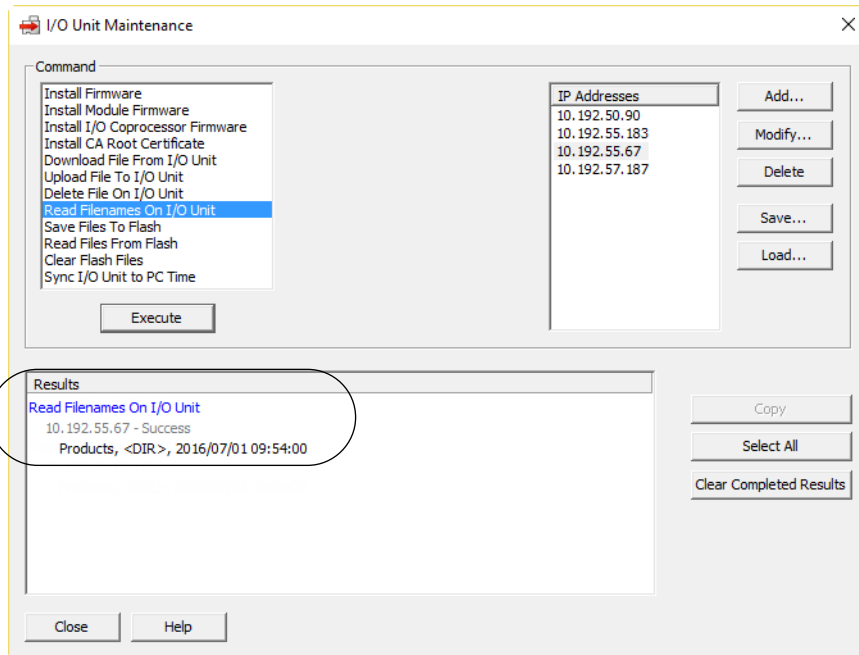 I/O Unit Maintenance
Command
Install Firmware
Install Module Firmware
Install I/O Coprocessor Firmware
Install CA Root Certificate
Download File From I/O Unit
Upload File To I/O Unit
Delete File On I/O Unit
Read Filenames On I/O Unit
Save Files To Flash
Read Files From Flash
Clear Flash Files
Sync I/O Unit to PC Time
Execute
IP Addresses
10.192.50.90
10.192.55.183
10.192.55.67
10.192.57.187
Add...
Modify...
Delete
Save...
Load...
Results
Read Filenames On I/O Unit
10.192.55.67 - Success
Products, <DIR>, 2016/07/01 09:54:00
Copy
Select All
Clear Completed Results
Close
Help